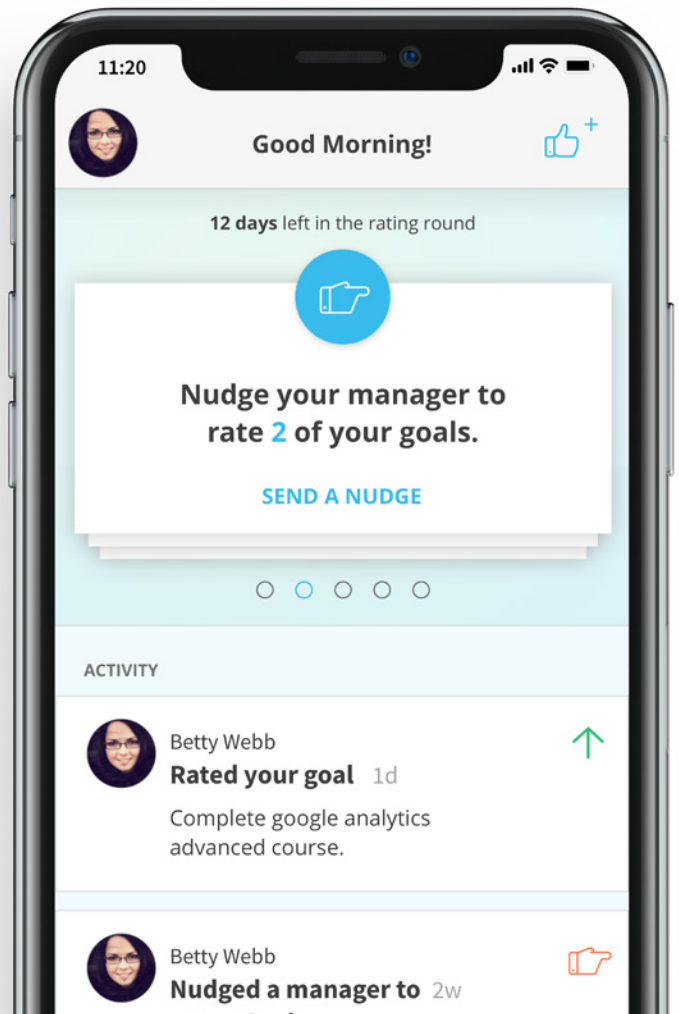 11:20
Good Morning!
12 days left in the rating round
Nudge your manager to
rate 2 of your goals.
SEND A NUDGE
ACTIVITY
Betty Webb
Rated your goal 1d
Complete google analytics
advanced course.
Betty Webb
Nudged a manager to 2w